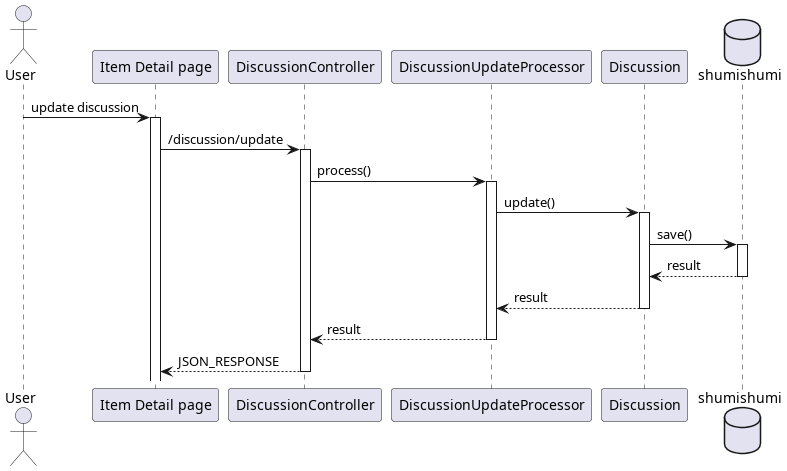 User
Item Detail page
DiscussionController
DiscussionUpdateProcessor
Discussion
shumishumi
update discussion
/discussion/update
process()
update()
save()
result
result
result
JSON_RESPONSE
User
Item Detail page
DiscussionController
DiscussionUpdateProcessor
Discussion
shumishumi